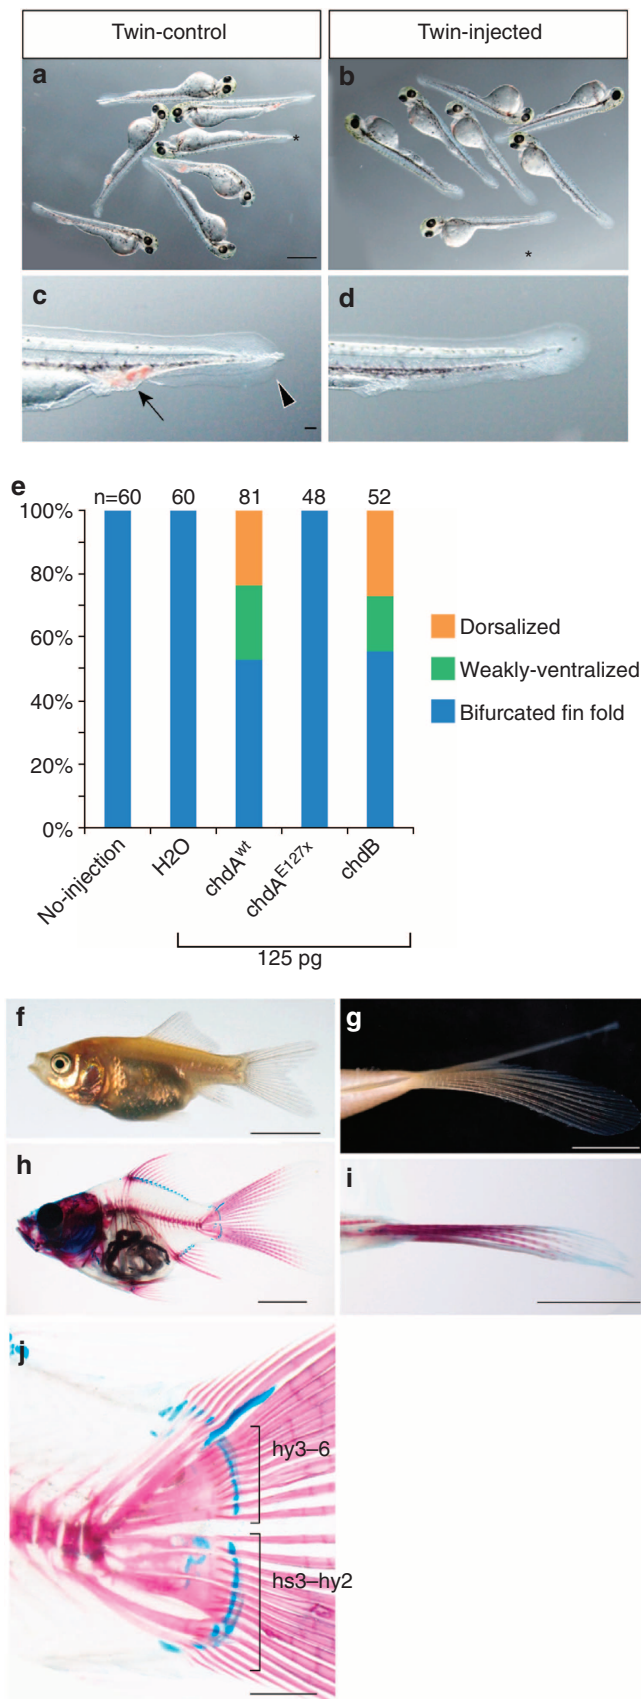 Twin-control
Twin-injected
a
*
b
*
c
d
e
n=60 60 81 48 52
100%
80%
60%
40%
20%
0%
Dorsalized
Weakly-ventralized
Bifurcated fin fold
No-injection
H2O
chdA^wt
chdA^E127x
chdB
125 pg
f
g
h
i
j
hy3–6
hs3–hy2